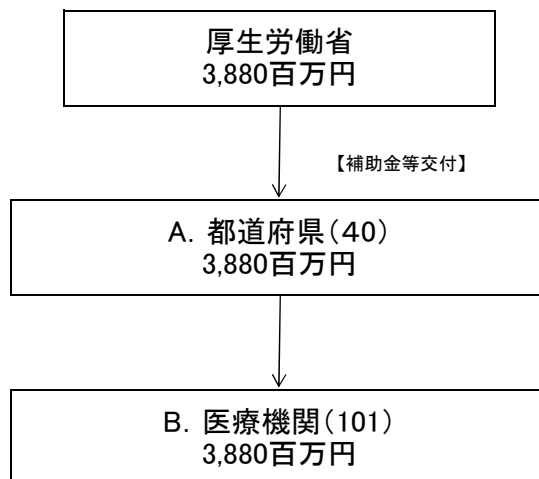 厚生労働省
3,880百万円
【補助金等交付】
A. 都道府県(40)
3,880百万円
B. 医療機関(101)
3,880百万円